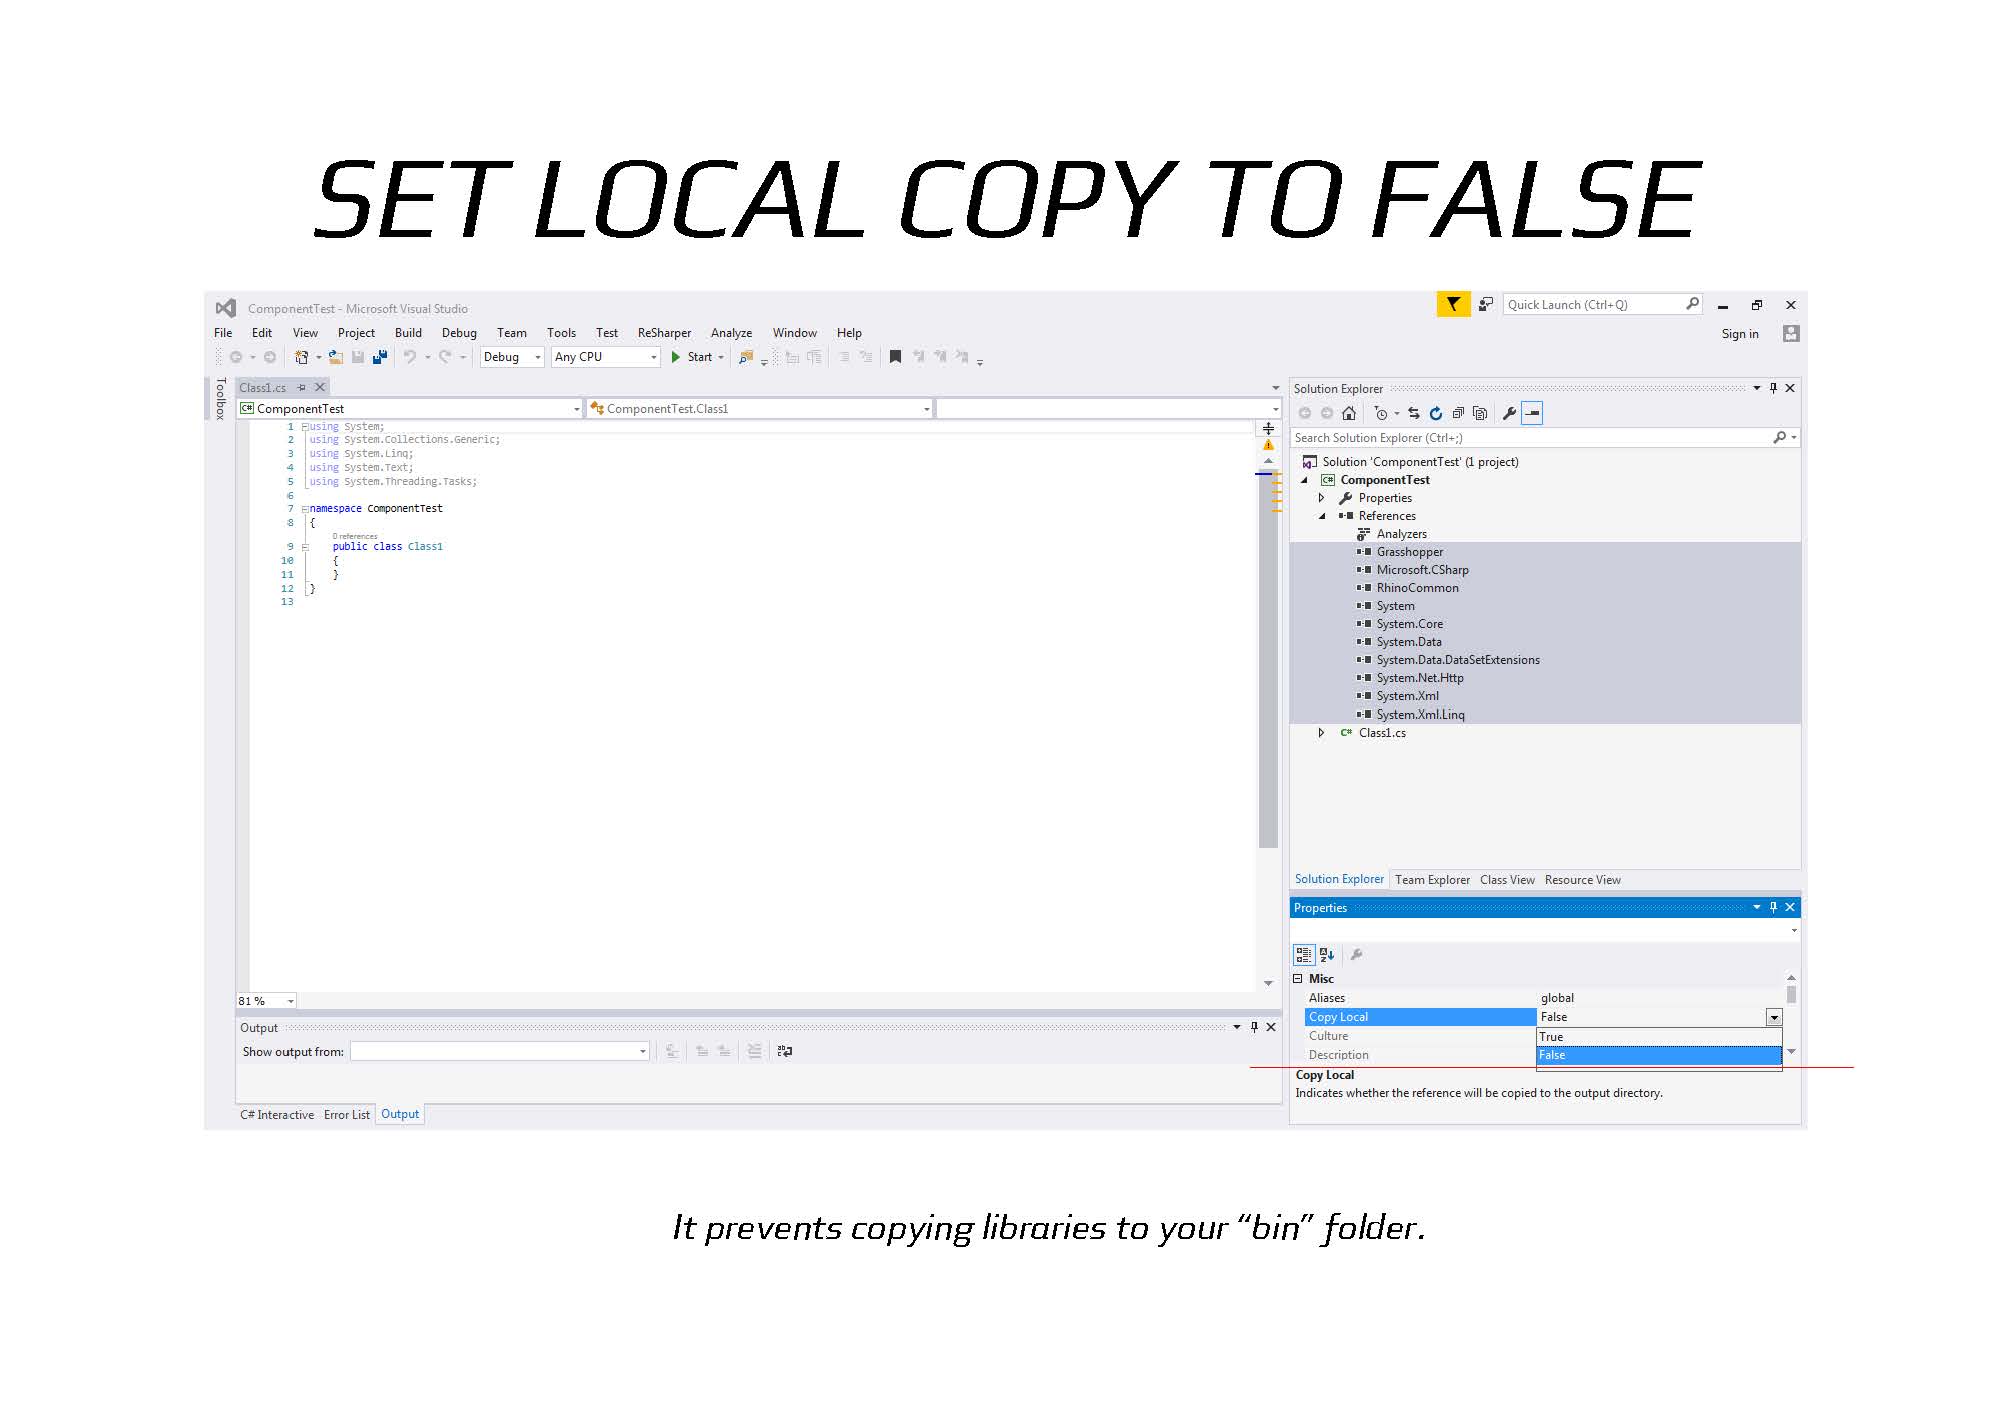 SET LOCAL COPY TO FALSE
ComponentTest - Microsoft Visual Studio
Quick Launch (Ctrl+Q)
File Edit View Project Build Debug Team Tools Test ReSharper Analyze Window Help
Sign in
Debug Any CPU Start
Toolbox
Class1.cs
ComponentTest ComponentTest.Class1
1 using System;
2 using System.Collections.Generic;
3 using System.Linq;
4 using System.Text;
5 using System.Threading.Tasks;
6
7 namespace ComponentTest
8 {
0 references
9 public class Class1
10 {
11 }
12 }
13
81 %
Output
Show output from:
C# Interactive Error List Output
Solution Explorer
Search Solution Explorer (Ctrl+;)
Solution 'ComponentTest' (1 project)
C# ComponentTest
Properties
References
Analyzers
Grasshopper
Microsoft.CSharp
RhinoCommon
System
System.Core
System.Data
System.Data.DataSetExtensions
System.Net.Http
System.Xml
System.Xml.Linq
C# Class1.cs
Solution Explorer Team Explorer Class View Resource View
Properties
Misc
Aliases global
Copy Local False
Culture True
Description False
Copy Local
Indicates whether the reference will be copied to the output directory.
It prevents copying libraries to your “bin” folder.